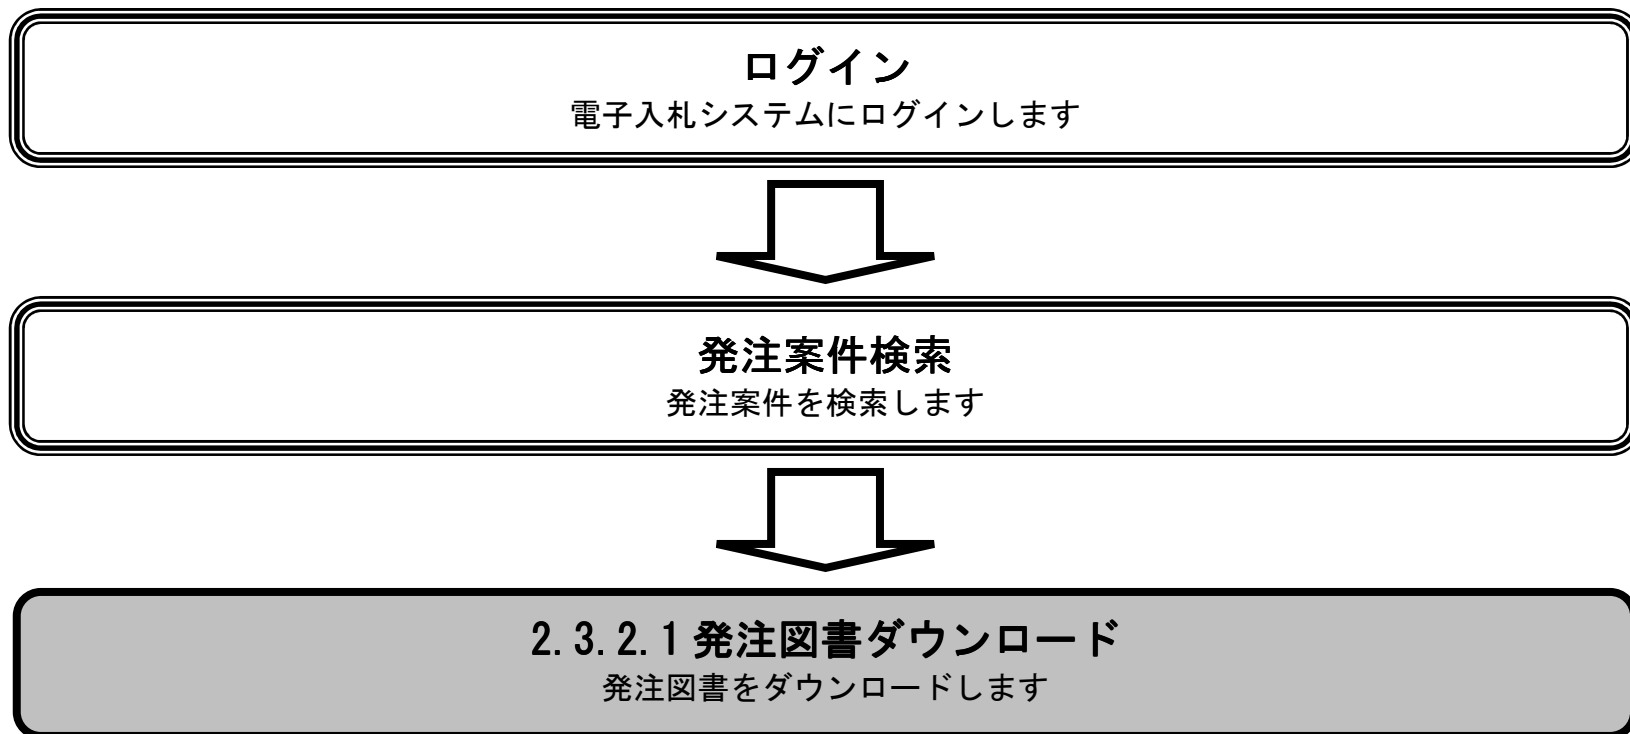 ログイン
電子入札システムにログインします
発注案件検索
発注案件を検索します
2.3.2.1 発注図書ダウンロード
発注図書をダウンロードします